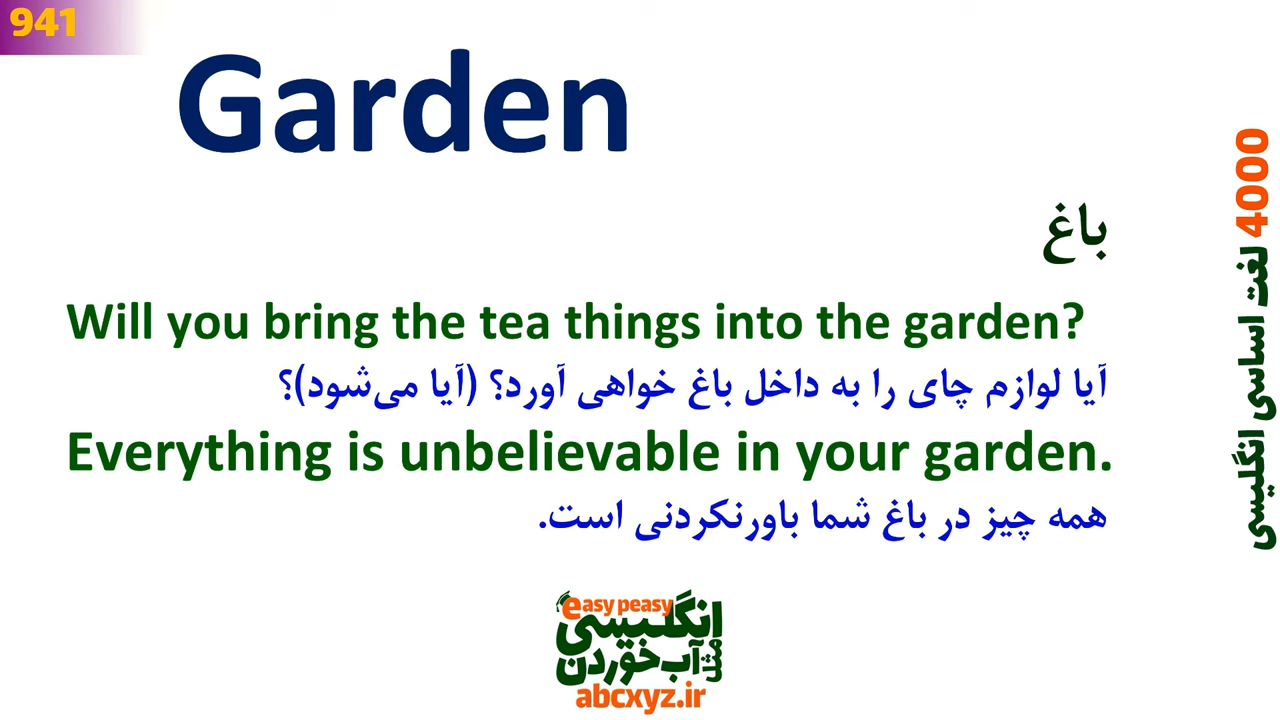 941
Garden
باغ
Will you bring the tea things into the garden?
آیا لوازم چای را به داخل باغ خواهی آورد؟ (آیا می‌شود)؟
Everything is unbelievable in your garden.
همه چیز در باغ شما باورنکردنی است.
4000 لغت اساسی انگلیسی
easy peasy
انگلیسی
مثل آب خوردن
abcxyz.ir